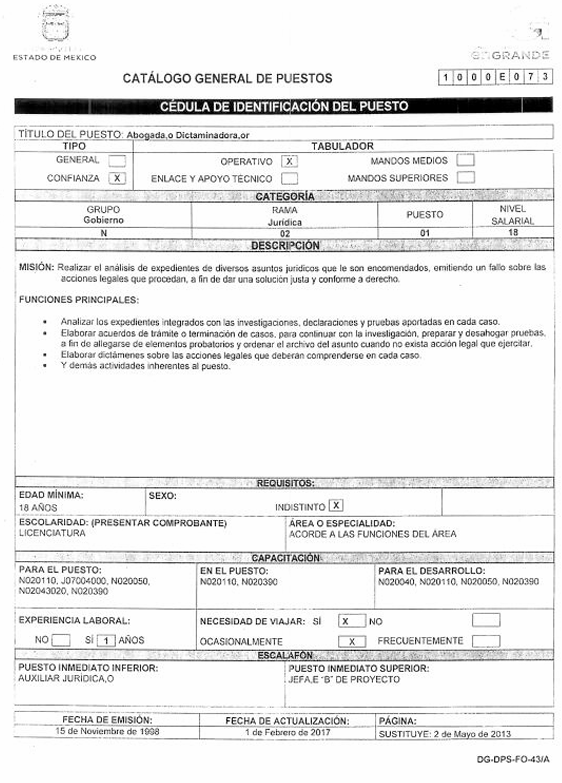 ESTADO DE MÉXICO
GRANDE
CATÁLOGO GENERAL DE PUESTOS
1 0 0 0 E 0 7 3
CÉDULA DE IDENTIFICACIÓN DEL PUESTO
TÍTULO DEL PUESTO: Abogada,o Dictaminadora,or
TIPO TABULADOR
GENERAL OPERATIVO X MANDOS MEDIOS
CONFIANZA X ENLACE Y APOYO TECNICO MANDOS SUPERIORES
CATEGORÍA
GRUPO RAMA PUESTO NIVEL SALARIAL
Gobierno Jurídica
N 02 01 18
DESCRIPCIÓN
MISIÓN: Realizar el análisis de expedientes de diversos asuntos jurídicos que le son encomendados, emitiendo un fallo sobre las
acciones legales que procedan, a fin de dar una solución justa y conforme a derecho.
FUNCIONES PRINCIPALES:
• Analizar los expedientes integrados con las investigaciones, declaraciones y pruebas aportadas en cada caso.
• Elaborar acuerdos de trámite o terminación de casos, para continuar con la investigación, preparar y desahogar pruebas,
a fin de allegarse de elementos probatorios y ordenar el archivo del asunto cuando no exista acción legal que ejercitar.
• Elaborar dictámenes sobre las acciones legales que deberán comprenderse en cada caso.
• Y demás actividades inherentes al puesto.
REQUISITOS:
EDAD MÍNIMA: SEXO:
18 AÑOS INDISTINTO X
ESCOLARIDAD: (PRESENTAR COMPROBANTE) ÁREA O ESPECIALIDAD:
LICENCIATURA ACORDE A LAS FUNCIONES DEL ÁREA
CAPACITACIÓN
PARA EL PUESTO: EN EL PUESTO: PARA EL DESARROLLO:
N020110, J07004000, N020050, N020110, N020390 N020040, N020110, N020050, N020390
N02043020, N020390
EXPERIENCIA LABORAL: NECESIDAD DE VIAJAR: SÍ X NO
NO SÍ 1 AÑOS OCASIONALMENTE X FRECUENTEMENTE
ESCALAFÓN
PUESTO INMEDIATO INFERIOR: PUESTO INMEDIATO SUPERIOR:
AUXILIAR JURÍDICA,O JEFA,E "B" DE PROYECTO
FECHA DE EMISIÓN: FECHA DE ACTUALIZACIÓN: PÁGINA:
15 de Noviembre de 1998 1 de Febrero de 2017 SUSTITUYE: 2 de Mayo de 2013
DG-DPS-FO-43/A